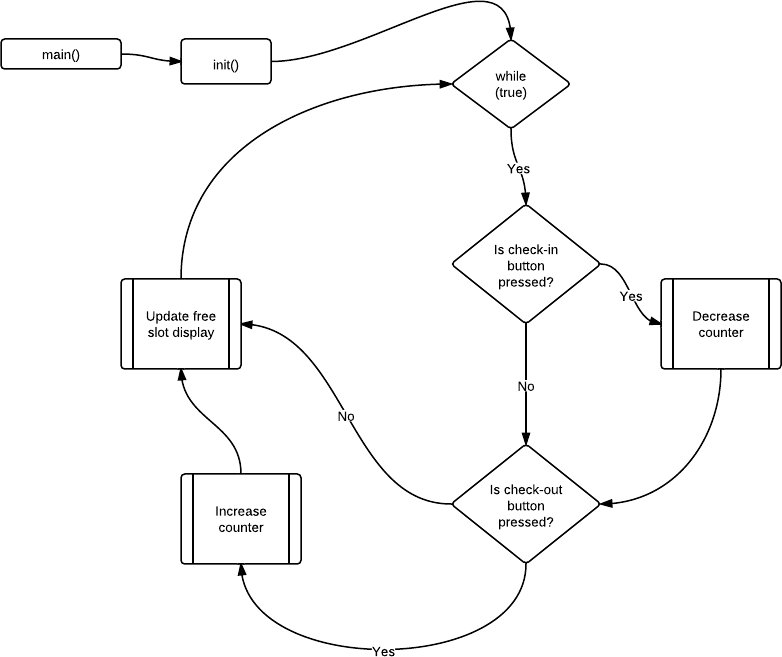 main()
init()
while
(true)
Yes
Is check-in
button
pressed?
Yes
Decrease
counter
Update free
slot display
No
No
Is check-out
button
pressed?
Increase
counter
Yes